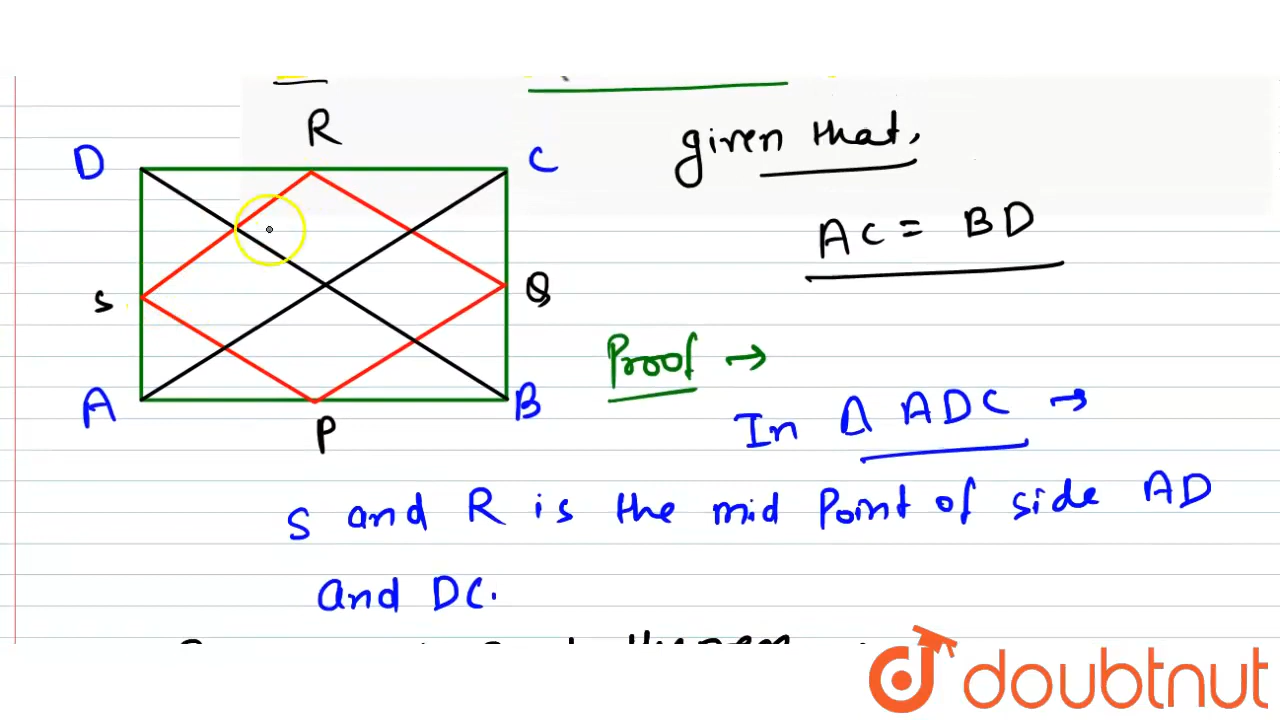 R
D
C
given that,
AC = BD
S
Q
Proof →
A
B
In Δ ADC →
P
S and R is the mid Point of side AD
and DC.
doubtnut